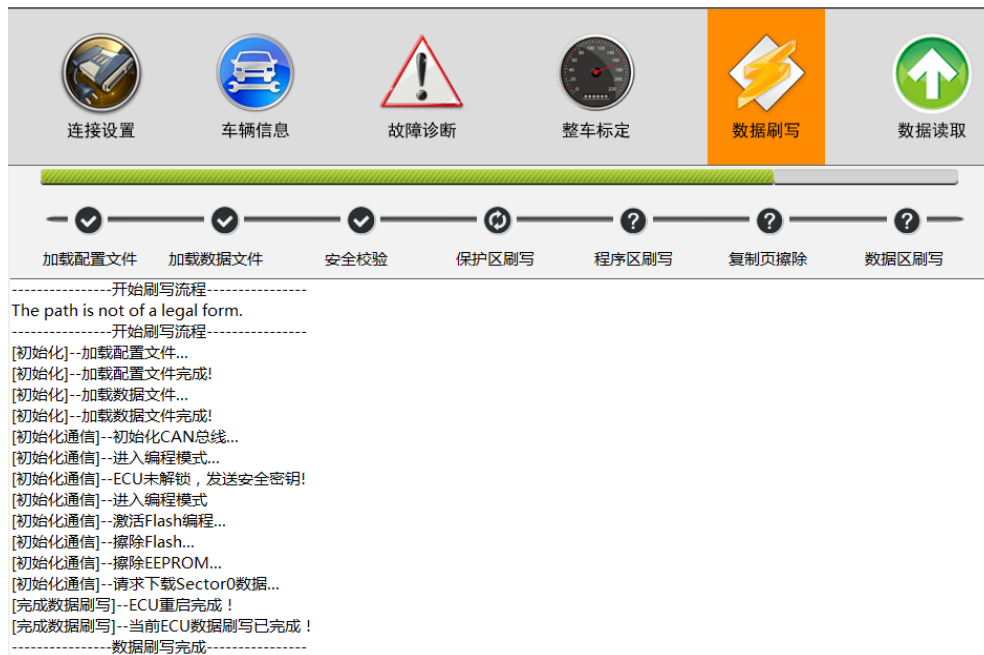 连接设置 车辆信息 故障诊断 整车标定 数据刷写 数据读取
加载配置文件 加载数据文件 安全校验 保护区刷写 程序区刷写 复制页擦除 数据区刷写
----------------开始刷写流程----------------
The path is not of a legal form.
----------------开始刷写流程----------------
[初始化]--加载配置文件...
[初始化]--加载配置文件完成!
[初始化]--加载数据文件...
[初始化]--加载数据文件完成!
[初始化通信]--初始化CAN总线...
[初始化通信]--进入编程模式...
[初始化通信]--ECU未解锁，发送安全密钥!
[初始化通信]--进入编程模式
[初始化通信]--激活Flash编程...
[初始化通信]--擦除Flash...
[初始化通信]--擦除EEPROM...
[初始化通信]--请求下载Sector0数据...
[完成数据刷写]--ECU重启完成！
[完成数据刷写]--当前ECU数据刷写已完成！
----------------数据刷写完成----------------